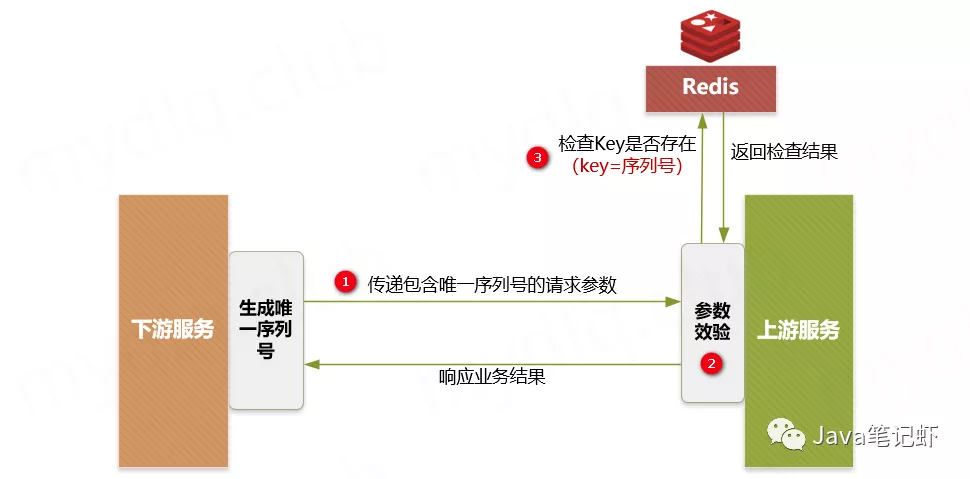 Redis
3
检查Key是否存在
（key=序列号）
返回检查结果
1
传递包含唯一序列号的请求参数
下游服务
生成唯
一序列
号
参数
效验
2
上游服务
响应业务结果
Java笔记虾
mydlq.club